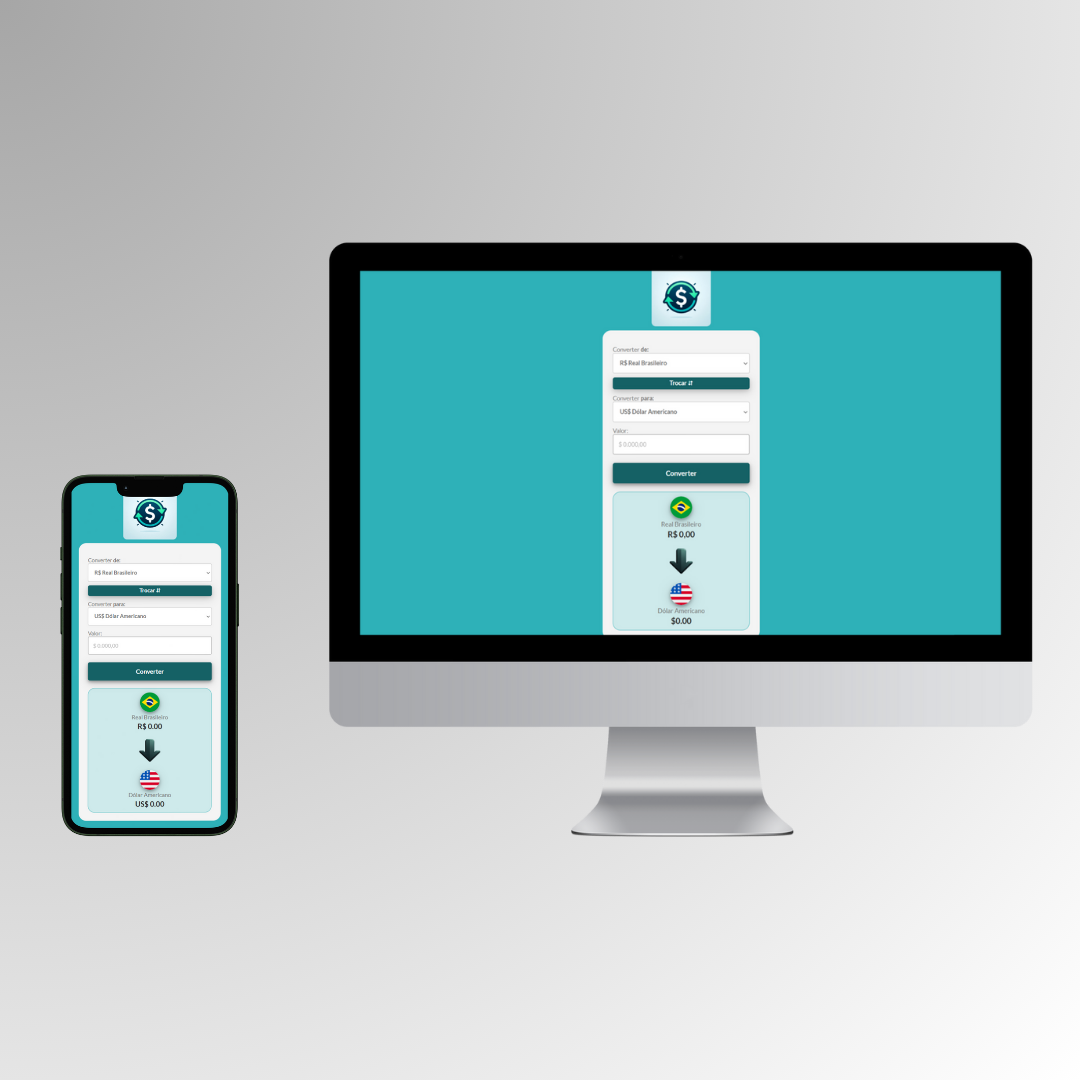 $
Converter de:
R$ Real Brasileiro
Trocar ⇵
Converter para:
US$ Dólar Americano
Valor:
$ 0.000,00
Converter
Real Brasileiro
R$ 0.00
Dólar Americano
US$ 0.00
$
Converter de:
R$ Real Brasileiro
Trocar ⇵
Converter para:
US$ Dólar Americano
Valor:
$ 0.000,00
Converter
Real Brasileiro
R$ 0,00
Dólar Americano
$0.00